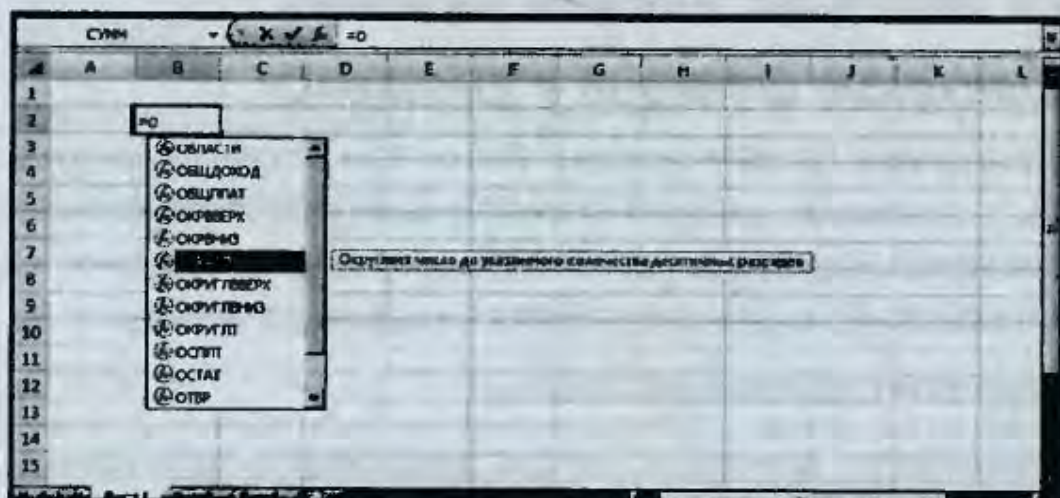 СУММ =О
A B C D E F G H I J K L
1
2 =О
3 ОБЛАСТИ
4 ОБЩДОХОД
5 ОБЩПЛАТ
6 ОКРВВЕРХ
ОКРВНИЗ
7 Округляет число до указанного количества десятичных разрядов
8 ОКРУГЛВВЕРХ
9 ОКРУГЛВНИЗ
10 ОКРУГЛТ
11 ОСПЛТ
12 ОСТАТ
13 ОТБР
14
15